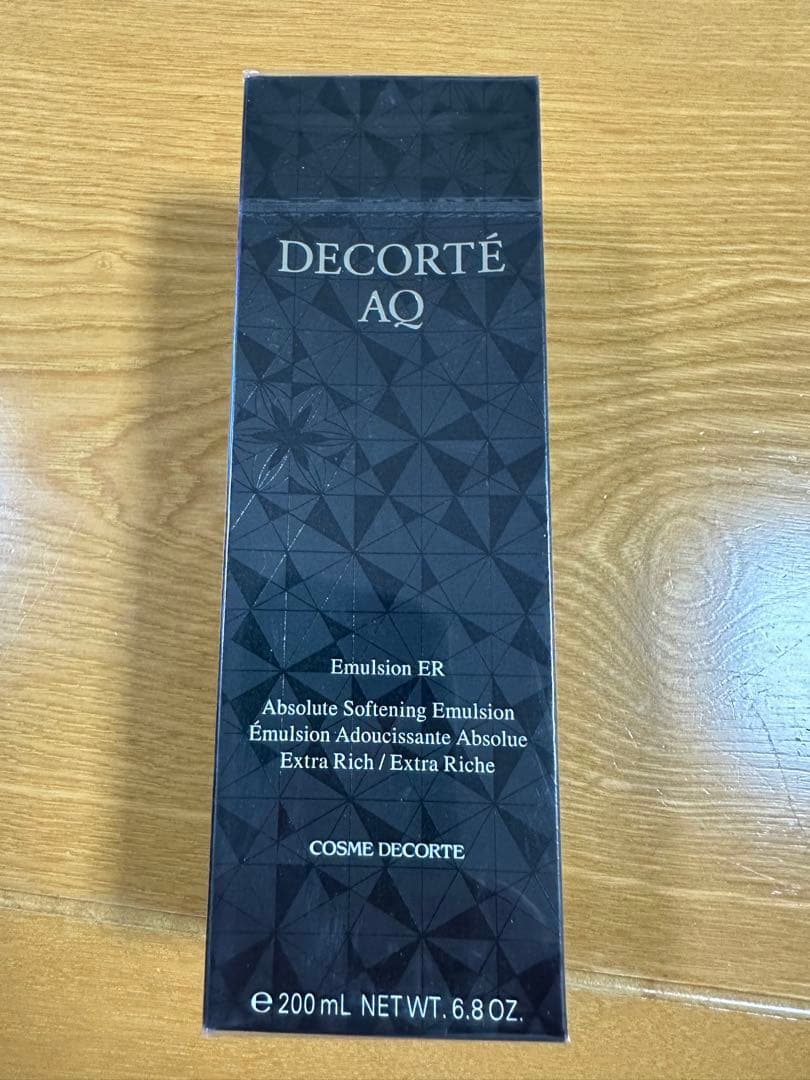 DECORTÉ
AQ
Emulsion ER
Absolute Softening Emulsion
Émulsion Adoucissante Absolue
Extra Rich / Extra Riche
COSME DECORTE
℮ 200 mL NET WT. 6.8 OZ.